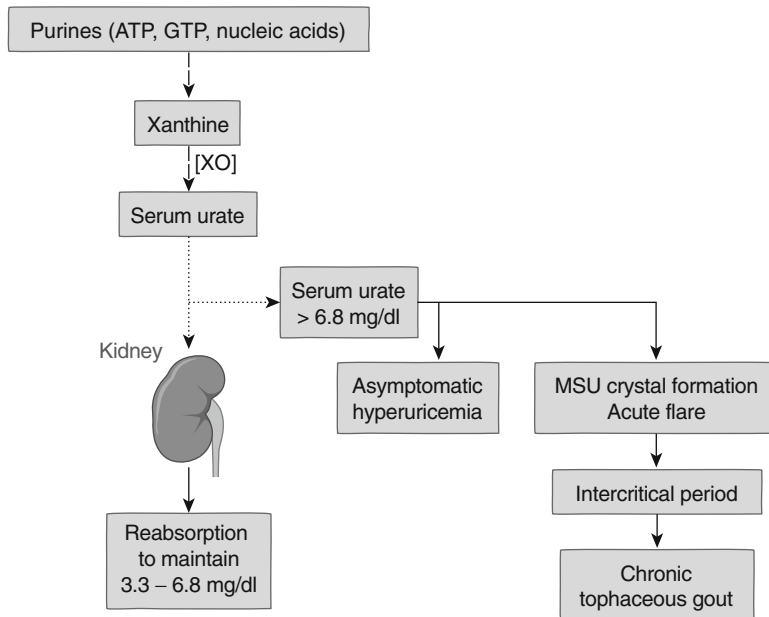 Purines (ATP, GTP, nucleic acids)
Xanthine
[XO]
Serum urate
Serum urate
> 6.8 mg/dl
Kidney
Asymptomatic
hyperuricemia
MSU crystal formation
Acute flare
Intercritical period
Reabsorption
to maintain
3.3 – 6.8 mg/dl
Chronic
tophaceous gout